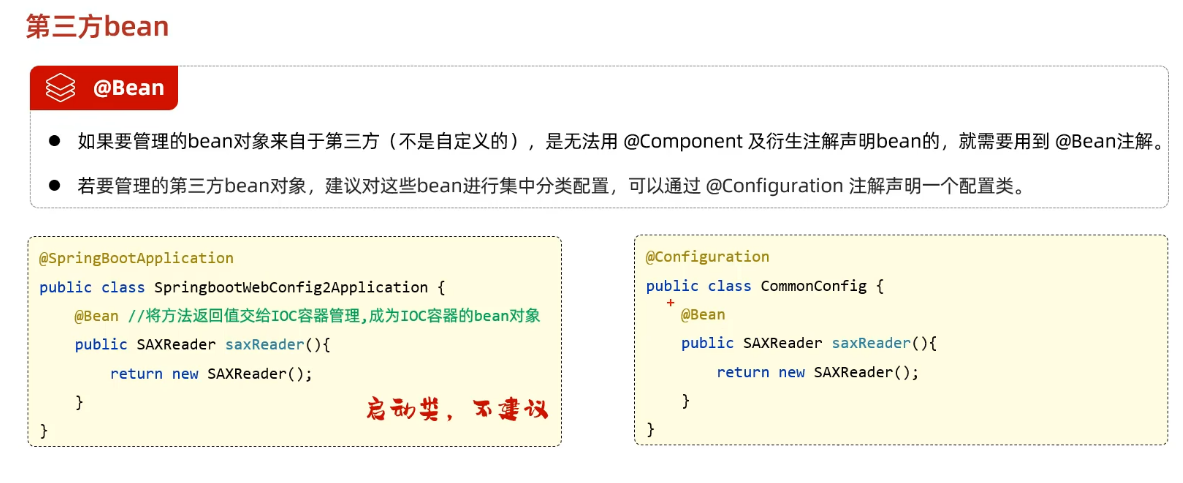 第三方bean
@Bean
如果要管理的bean对象来自于第三方（不是自定义的），是无法用 @Component 及衍生注解声明bean的，就需要用到 @Bean注解。
若要管理的第三方bean对象，建议对这些bean进行集中分类配置，可以通过 @Configuration 注解声明一个配置类。
@SpringBootApplication
public class SpringbootWebConfig2Application {
@Bean //将方法返回值交给IOC容器管理,成为IOC容器的bean对象
public SAXReader saxReader(){
return new SAXReader();
}
启动类，不建议
}
@Configuration
public class CommonConfig {
@Bean
public SAXReader saxReader(){
return new SAXReader();
}
}